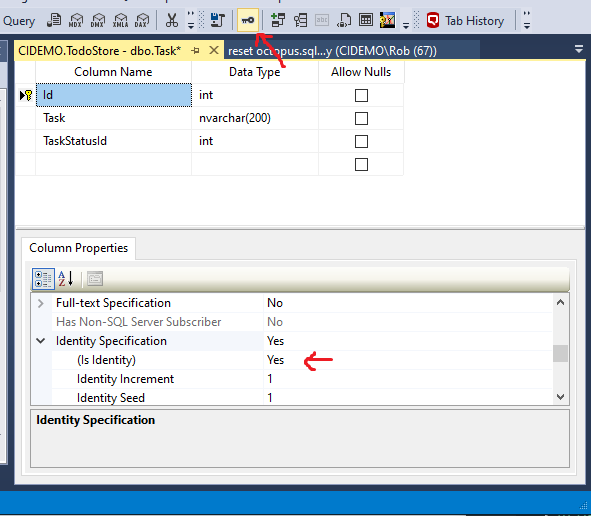 Query MDX DMX XMLA DAX Tab History
CIDEMO.TodoStore - dbo.Task* reset octopus.sql...y (CIDEMO\Rob (67))
Column Name Data Type Allow Nulls
Id int
Task nvarchar(200)
TaskStatusId int
Column Properties
A
Z
Full-text Specification No
Has Non-SQL Server Subscriber No
Identity Specification Yes
(Is Identity) Yes
Identity Increment 1
Identity Seed 1
Identity Specification